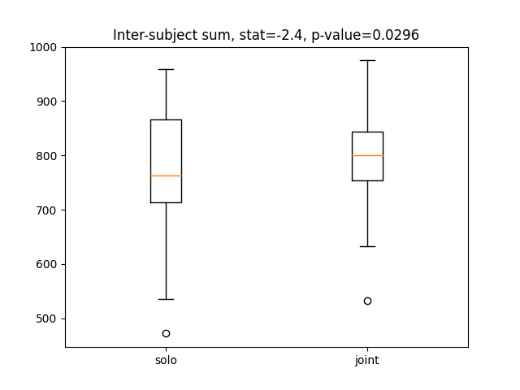 Inter-subject sum, stat=-2.4, p-value=0.0296
1000
900
800
700
600
500
solo
joint